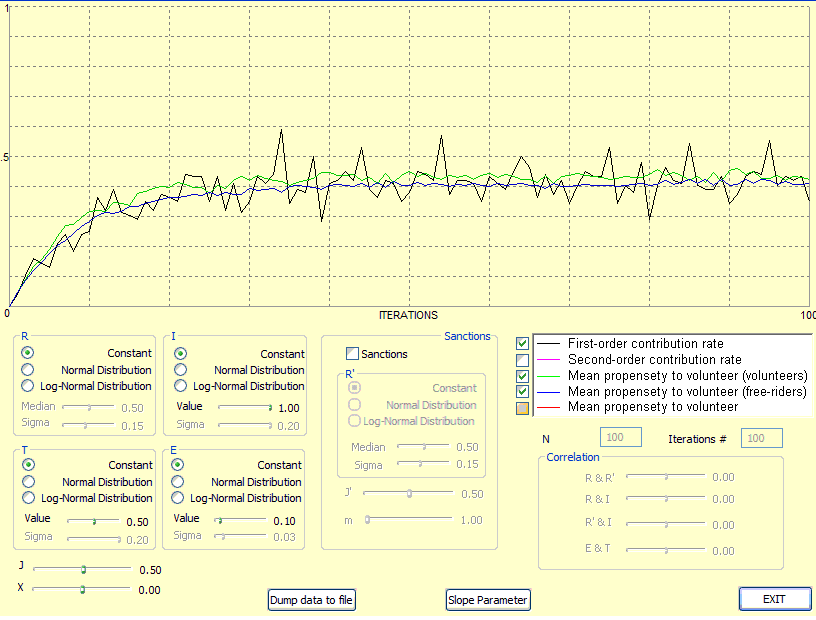 1
.5
0
ITERATIONS
100
R
Constant
Normal Distribution
Log-Normal Distribution
Median 0.50
Sigma 0.15
I
Constant
Normal Distribution
Log-Normal Distribution
Value 1.00
Sigma 0.20
T
Constant
Normal Distribution
Log-Normal Distribution
Value 0.50
Sigma 0.20
E
Constant
Normal Distribution
Log-Normal Distribution
Value 0.10
Sigma 0.03
J 0.50
X 0.00
Sanctions
Sanctions
R'
Constant
Normal Distribution
Log-Normal Distribution
Median 0.50
Sigma 0.15
J' 0.50
m 1.00
First-order contribution rate
Second-order contribution rate
Mean propensety to volunteer (volunteers)
Mean propensety to volunteer (free-riders)
Mean propensety to volunteer
N 100 Iterations # 100
Correlation
R & R' 0.00
R & I 0.00
R' & I 0.00
E & T 0.00
Dump data to file
Slope Parameter
EXIT